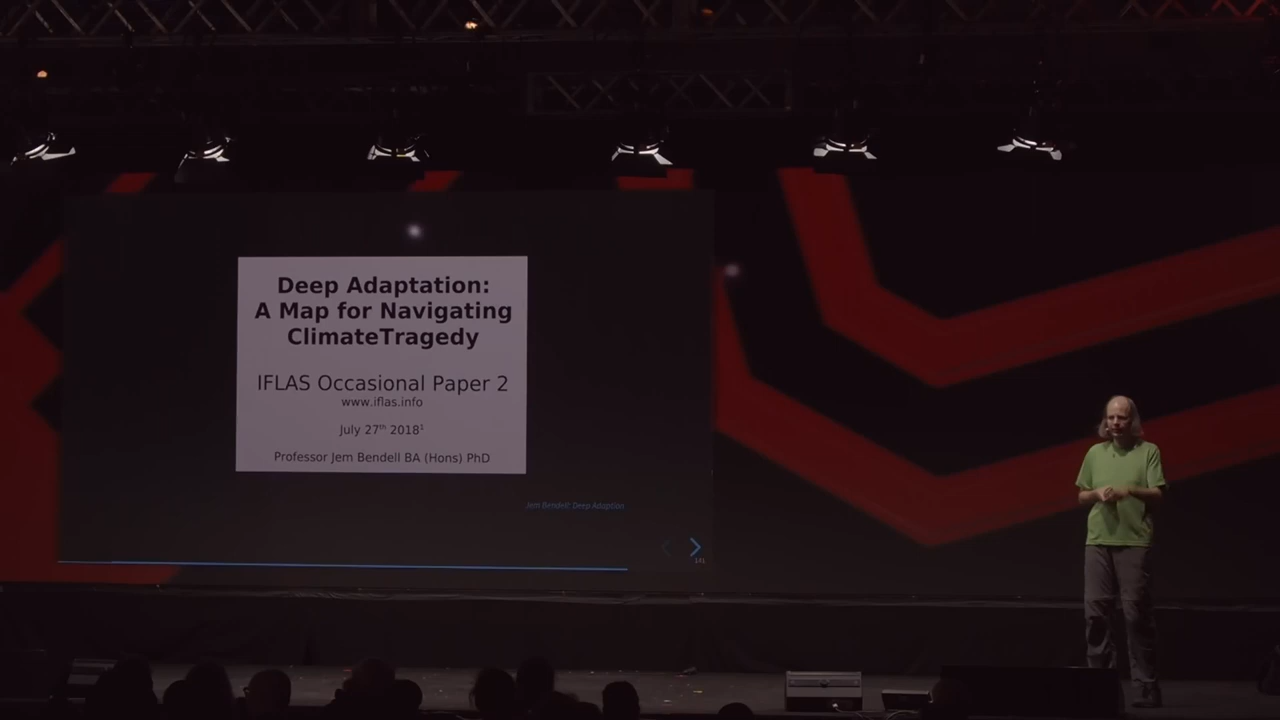 Deep Adaptation:
A Map for Navigating
ClimateTragedy
IFLAS Occasional Paper 2
www.iflas.info
July 27th 2018¹
Professor Jem Bendell BA (Hons) PhD
Jem Bendell: Deep Adaption